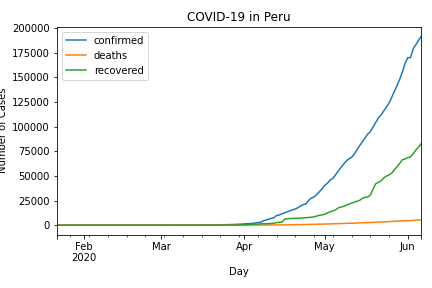 COVID-19 in Peru
confirmed
deaths
recovered
200000
175000
150000
125000
100000
75000
50000
25000
0
Number of Cases
Feb
2020
Mar
Apr
May
Jun
Day